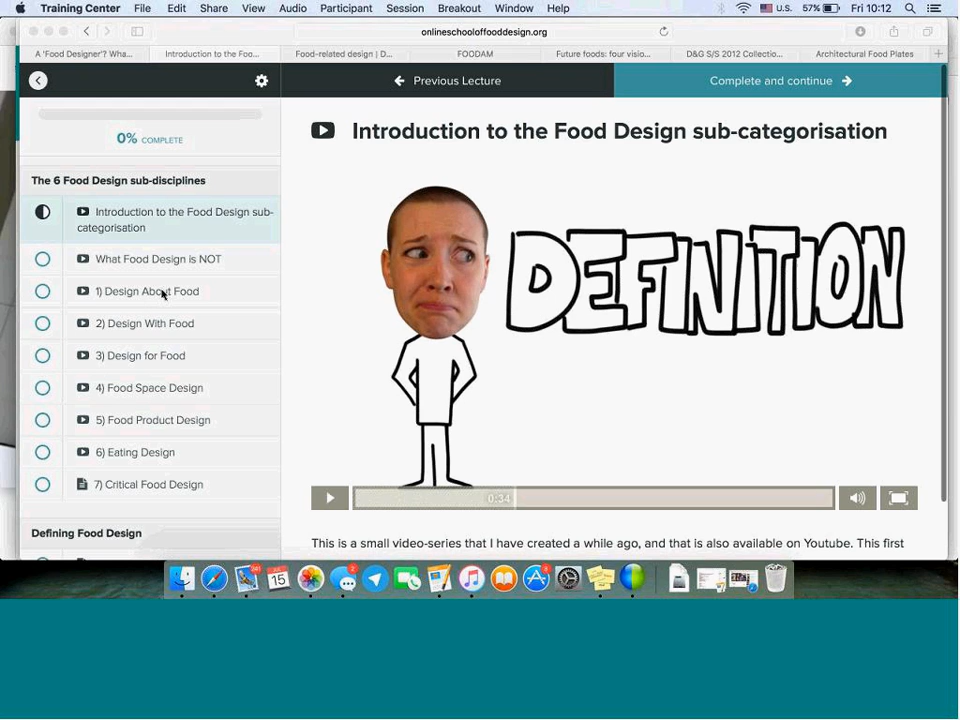 Training Center File Edit Share View Audio Participant Session Breakout Window Help U.S. 57% Fri 10:12
onlineschooloffooddesign.org
A 'Food Designer'? Wha... Introduction to the Foo... Food-related design | D... FOODAM Future foods: four visio... D&G S/S 2012 Collectio... Architectural Food Plates
Previous Lecture Complete and continue
0% COMPLETE
Introduction to the Food Design sub-categorisation
The 6 Food Design sub-disciplines
Introduction to the Food Design sub-
categorisation
What Food Design is NOT
1) Design About Food
2) Design With Food
3) Design for Food
4) Food Space Design
5) Food Product Design
6) Eating Design
7) Critical Food Design
Defining Food Design
DEFINITION
0:34
This is a small video-series that I have created a while ago, and that is also available on Youtube. This first
JUL
15
2